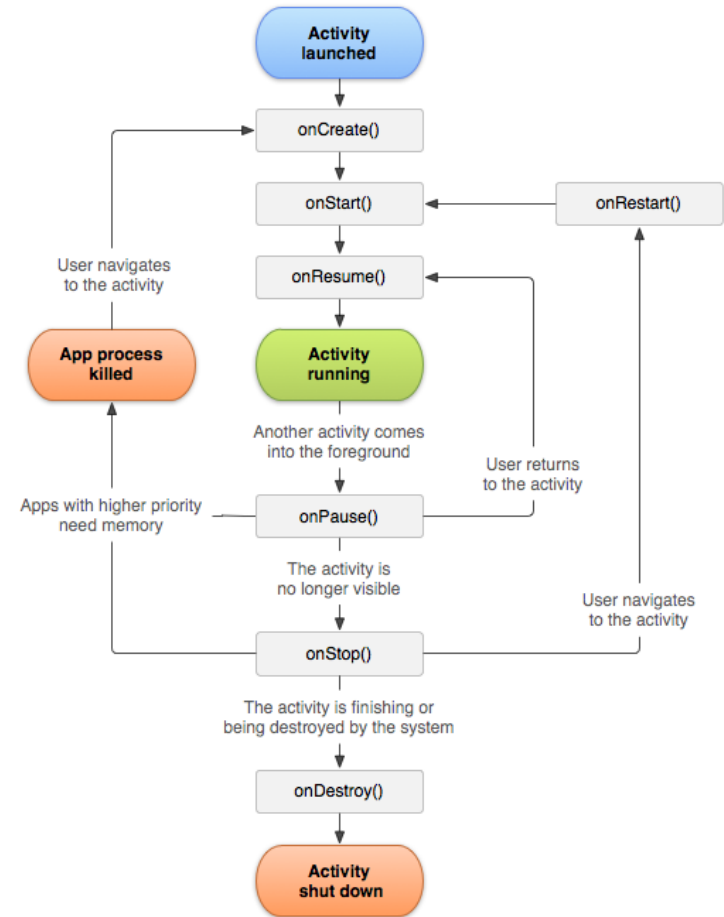 Activity
launched
onCreate()
onStart()
onRestart()
User navigates
to the activity
onResume()
App process
killed
Activity
running
Another activity comes
into the foreground
User returns
to the activity
Apps with higher priority
need memory
onPause()
The activity is
no longer visible
User navigates
to the activity
onStop()
The activity is finishing or
being destroyed by the system
onDestroy()
Activity
shut down